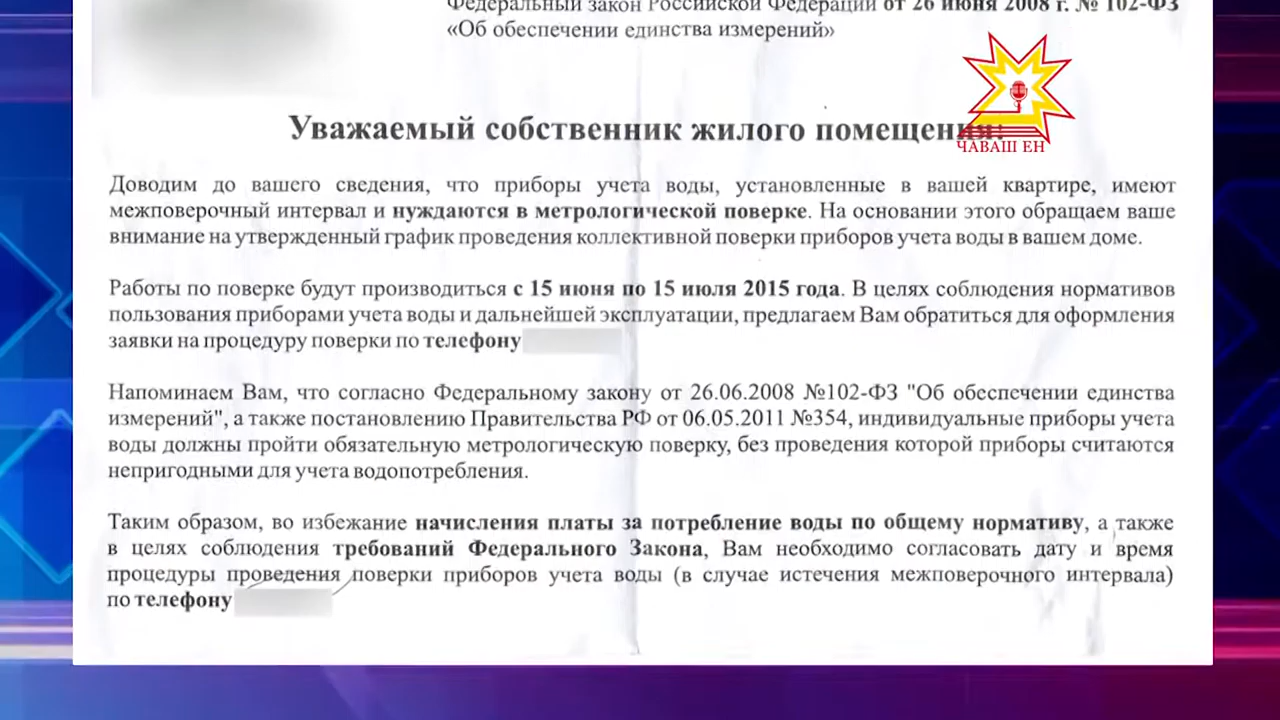 Федеральный закон Российской Федерации от 26 июня 2008 г. № 102-ФЗ
«Об обеспечении единства измерений»
ЧАВАШ ЕН
Уважаемый собственник жилого помещения:
Доводим до вашего сведения, что приборы учета воды, установленные в вашей квартире, имеют
межповерочный интервал и нуждаются в метрологической поверке. На основании этого обращаем ваше
внимание на утвержденный график проведения коллективной поверки приборов учета воды в вашем доме.
Работы по поверке будут производиться с 15 июня по 15 июля 2015 года. В целях соблюдения нормативов
пользования приборами учета воды и дальнейшей эксплуатации, предлагаем Вам обратиться для оформления
заявки на процедуру поверки по телефону
Напоминаем Вам, что согласно Федеральному закону от 26.06.2008 №102-ФЗ "Об обеспечении единства
измерений", а также постановлению Правительства РФ от 06.05.2011 №354, индивидуальные приборы учета
воды должны пройти обязательную метрологическую поверку, без проведения которой приборы считаются
непригодными для учета водопотребления.
Таким образом, во избежание начисления платы за потребление воды по общему нормативу, а также
в целях соблюдения требований Федерального Закона, Вам необходимо согласовать дату и время
процедуры проведения поверки приборов учета воды (в случае истечения межповерочного интервала)
по телефону